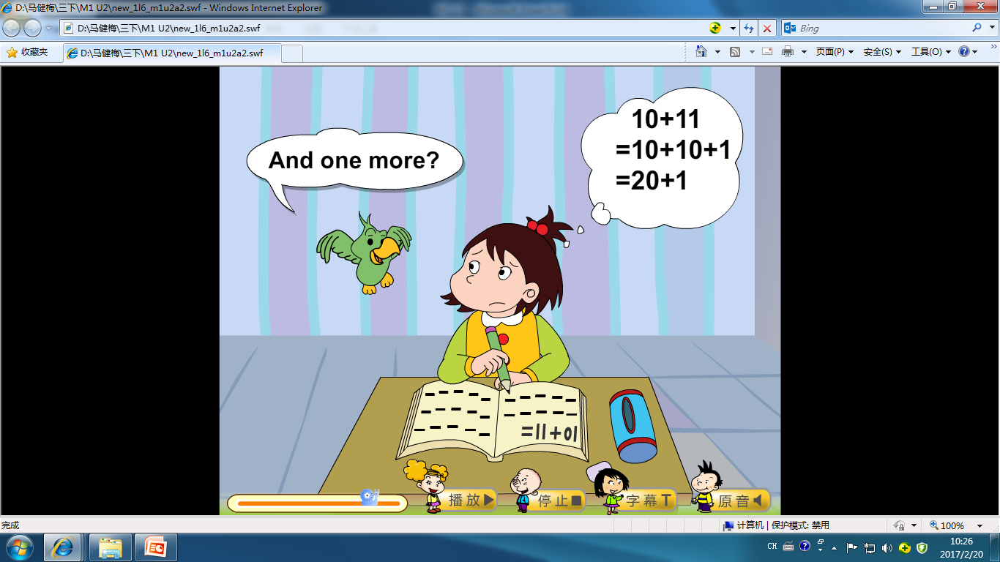 D:\马健梅\三下\M1 U2\new_1l6_m1u2a2.swf - Windows Internet Explorer
D:\马健梅\三下\M1 U2\new_1l6_m1u2a2.swf
Bing
收藏夹
D:\马健梅\三下\M1 U2\new_1l6_m1u2a2.swf
页面(P)
安全(S)
工具(O)
And one more?
10+11
=10+10+1
=20+1
10+11=
播放
停止
字幕 T
原音
完成
计算机 | 保护模式: 禁用
100%
CH
10:26
2017/2/20